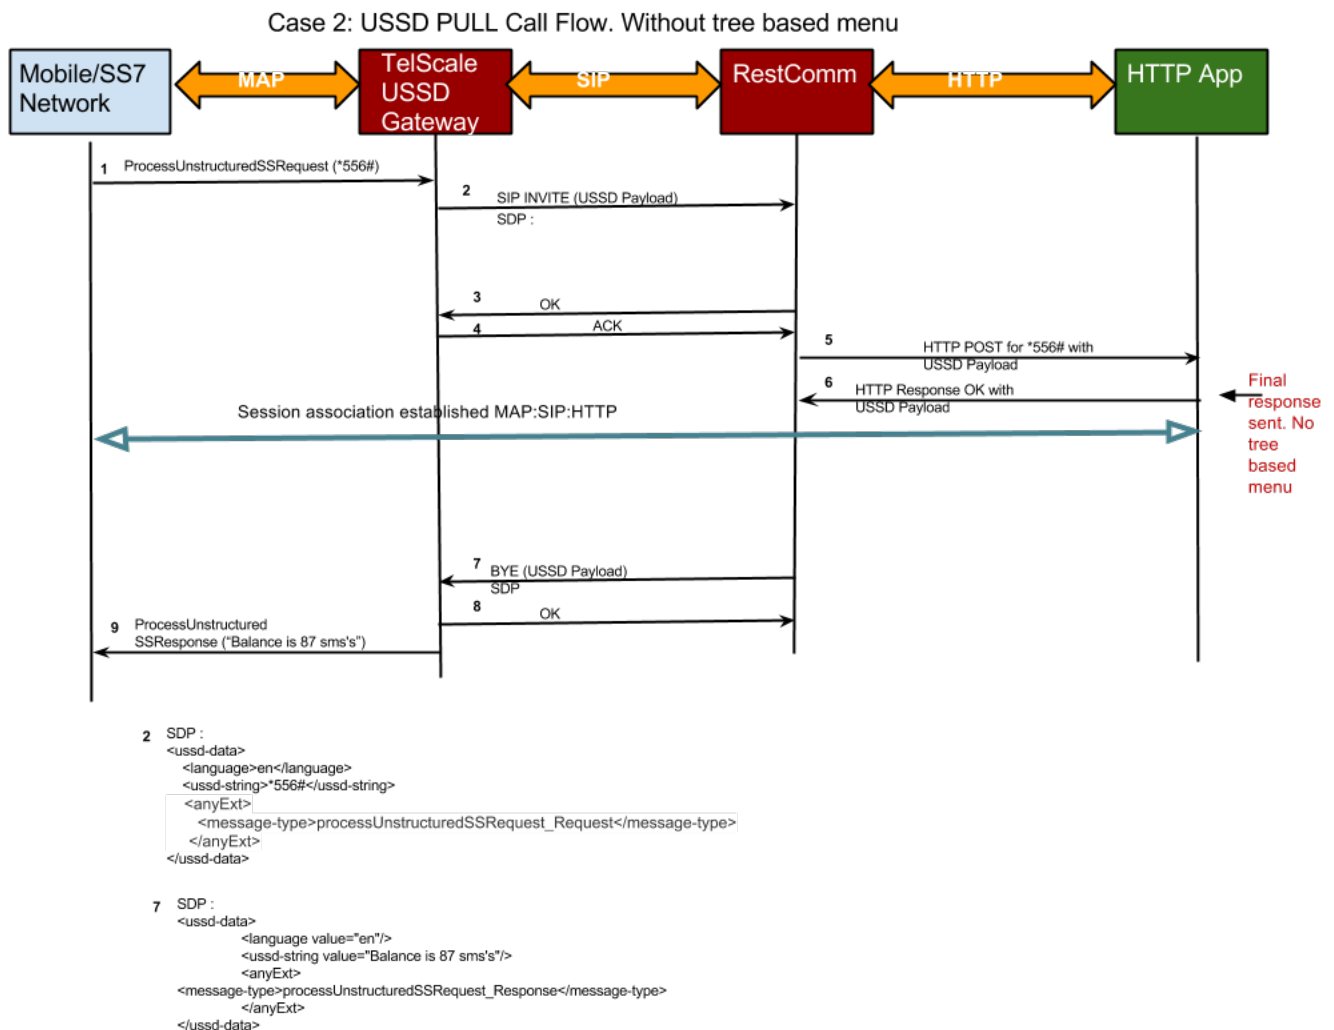 Case 2: USSD PULL Call Flow. Without tree based menu
Mobile/SS7
Network
MAP
TelScale
USSD
Gateway
SIP
RestComm
HTTP
HTTP App
1 ProcessUnstructuredSSRequest (*556#)
2 SIP INVITE (USSD Payload)
SDP :
3 OK
4 ACK
5 HTTP POST for *556# with
USSD Payload
6 HTTP Response OK with
USSD Payload
Final
response
sent. No
tree
based
menu
Session association established MAP:SIP:HTTP
7 BYE (USSD Payload)
SDP
8 OK
9 ProcessUnstructured
SSResponse (“Balance is 87 sms's”)
2 SDP :
<ussd-data>
<language>en</language>
<ussd-string>*556#</ussd-string>
<anyExt>
<message-type>processUnstructuredSSRequest_Request</message-type>
</anyExt>
</ussd-data>
7 SDP :
<ussd-data>
<language value="en"/>
<ussd-string value="Balance is 87 sms's"/>
<anyExt>
<message-type>processUnstructuredSSRequest_Response</message-type>
</anyExt>
</ussd-data>